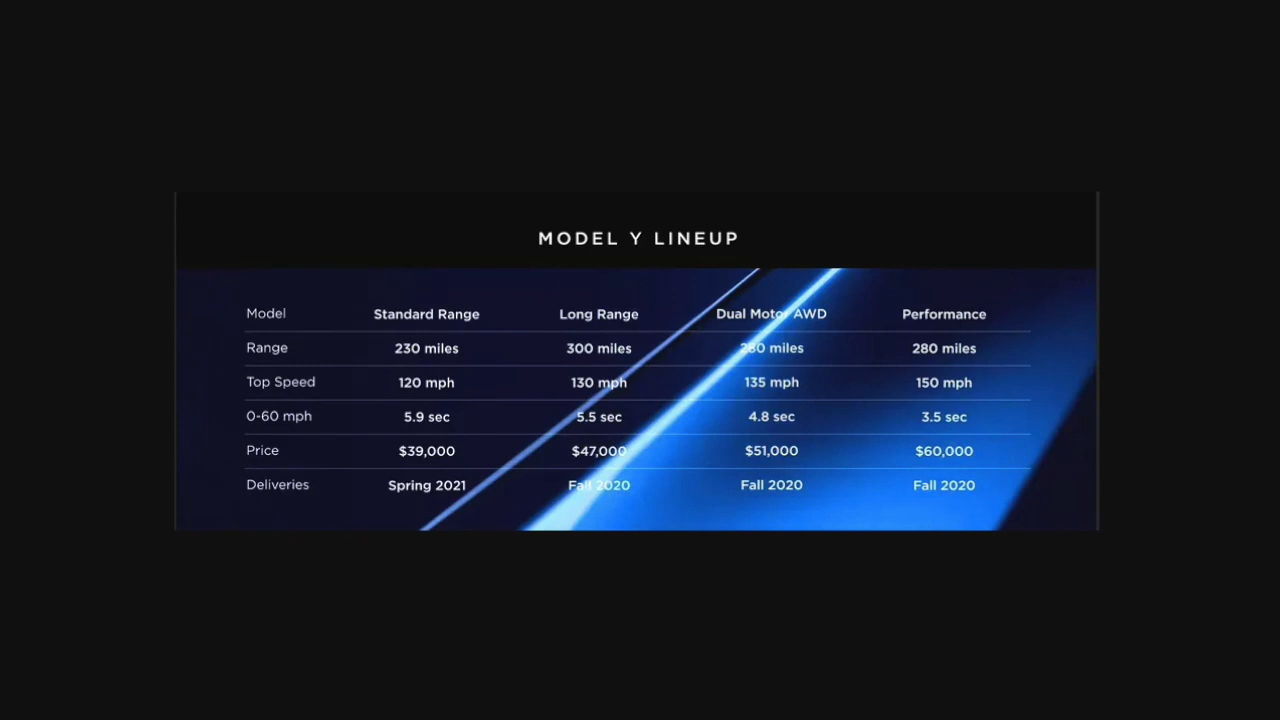 MODEL Y LINEUP
Model Standard Range Long Range Dual Motor AWD Performance
Range 230 miles 300 miles 280 miles 280 miles
Top Speed 120 mph 130 mph 135 mph 150 mph
0-60 mph 5.9 sec 5.5 sec 4.8 sec 3.5 sec
Price $39,000 $47,000 $51,000 $60,000
Deliveries Spring 2021 Fall 2020 Fall 2020 Fall 2020